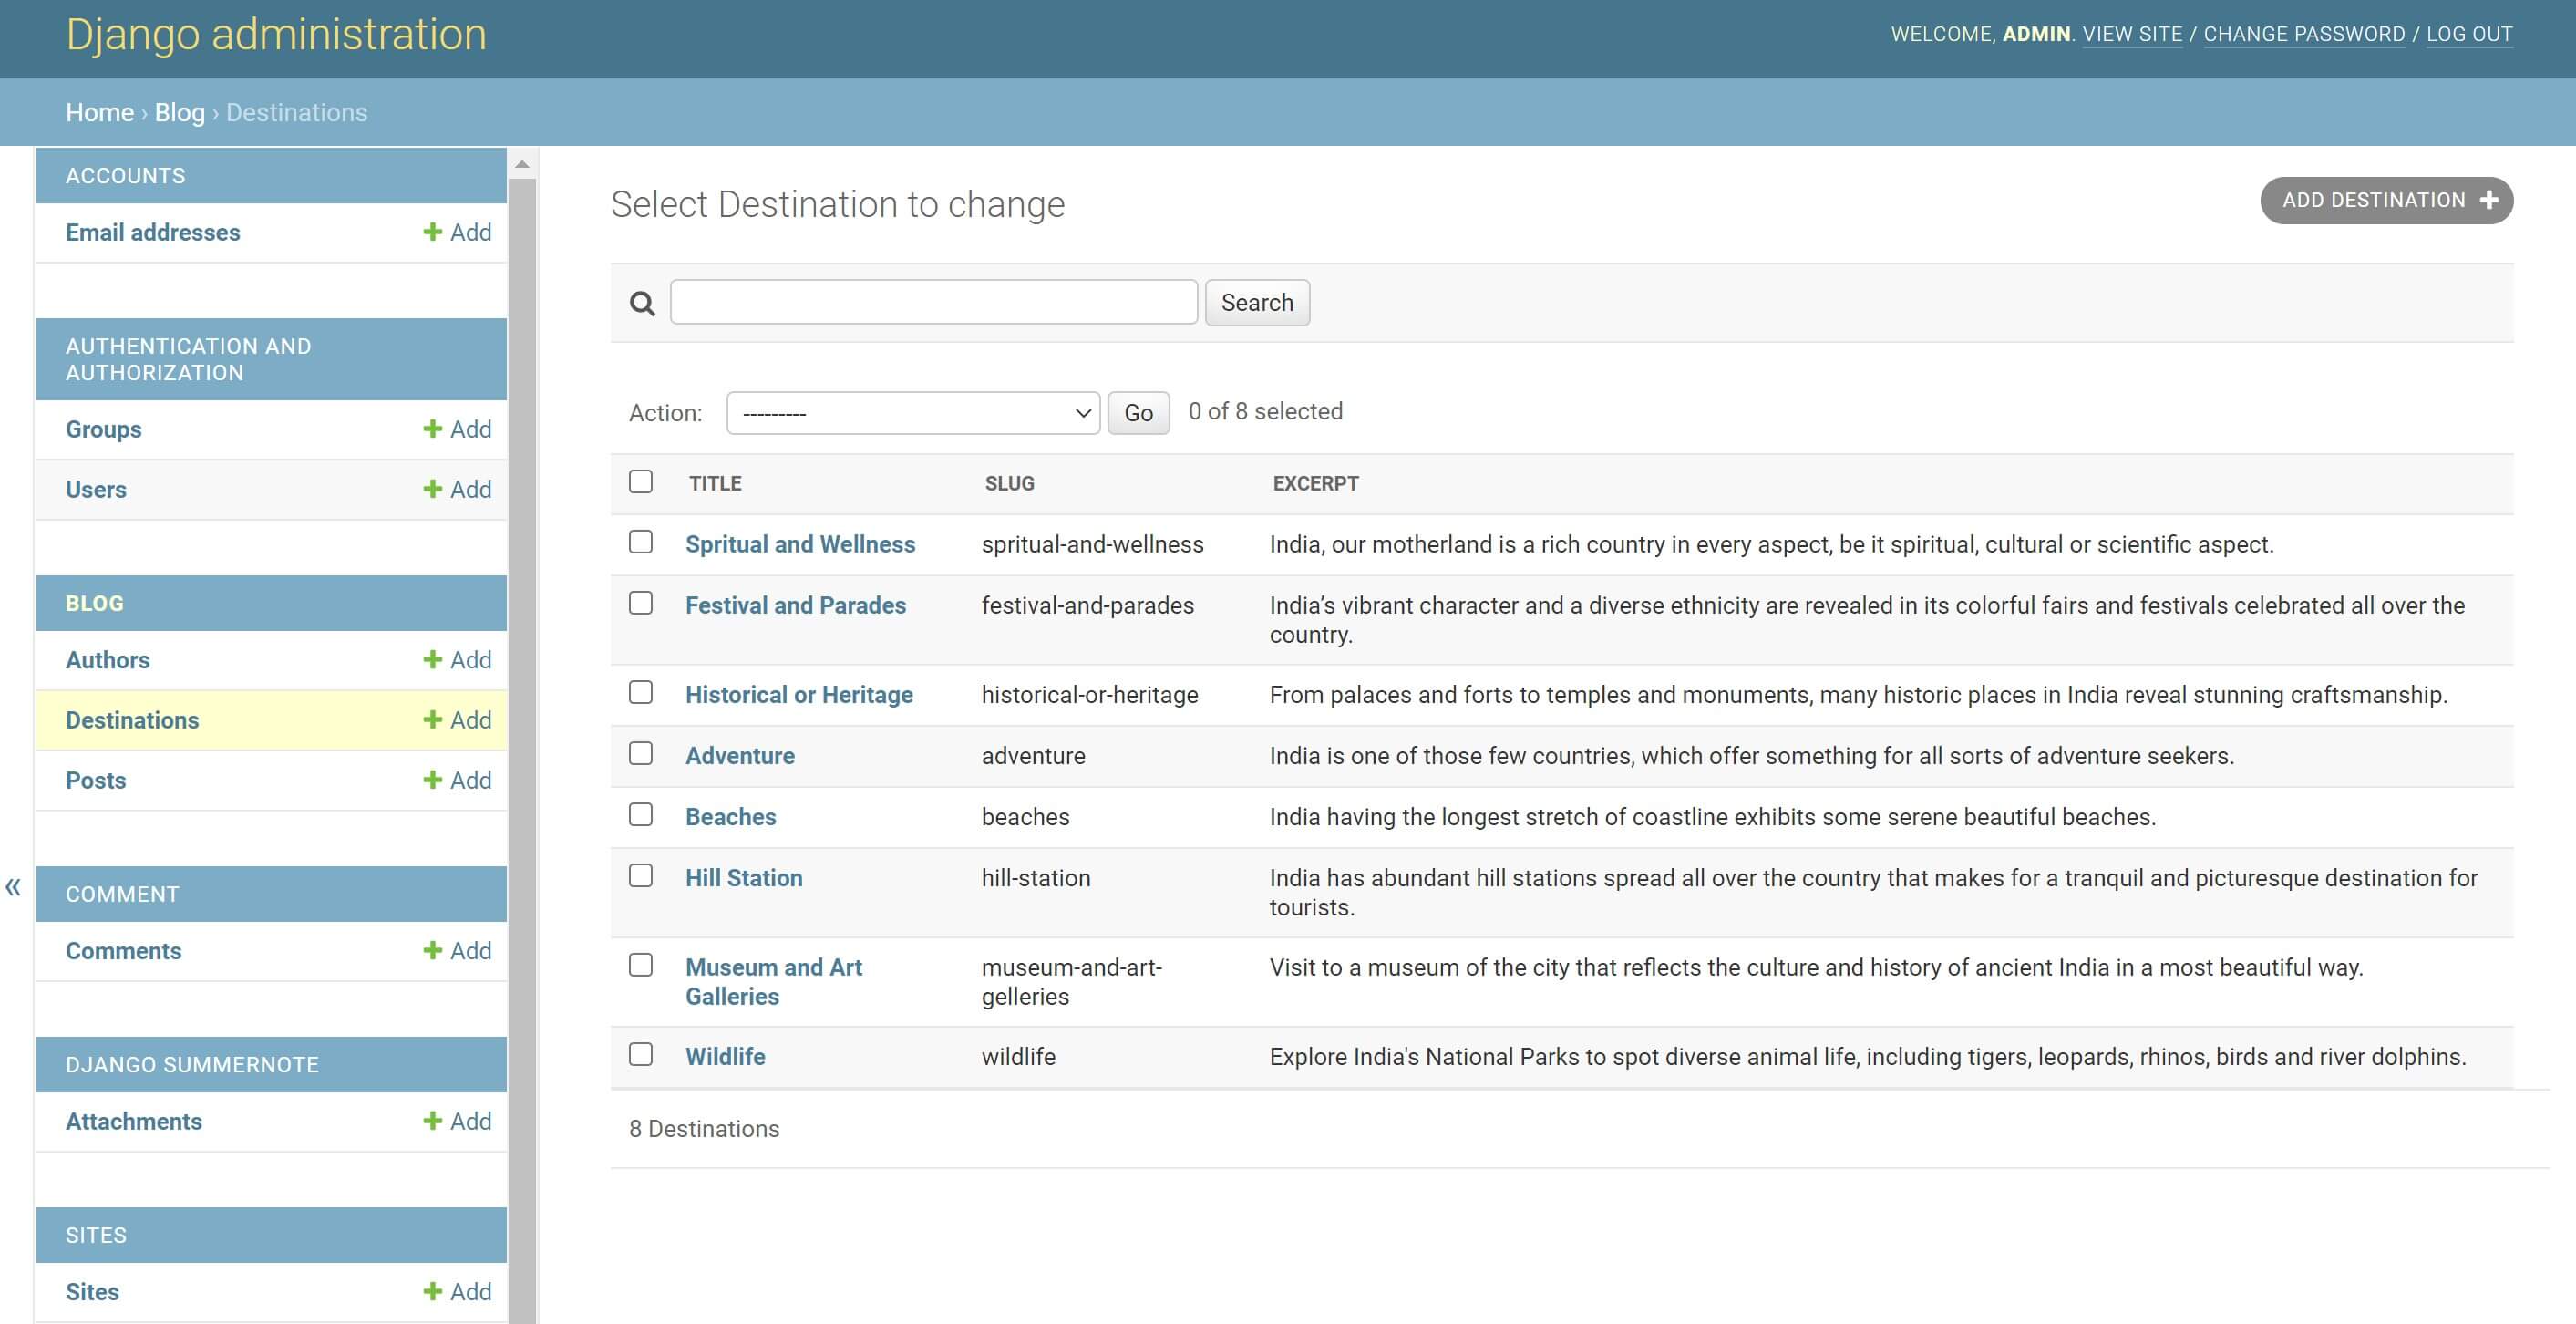 Django administration
WELCOME, ADMIN. VIEW SITE / CHANGE PASSWORD / LOG OUT
Home › Blog › Destinations
ACCOUNTS
Email addresses + Add
AUTHENTICATION AND
AUTHORIZATION
Groups + Add
Users + Add
BLOG
Authors + Add
Destinations + Add
Posts + Add
«
COMMENT
Comments + Add
DJANGO SUMMERNOTE
Attachments + Add
SITES
Sites + Add
Select Destination to change
ADD DESTINATION +
Search
Action: --------- Go 0 of 8 selected
TITLE SLUG EXCERPT
Spritual and Wellness spritual-and-wellness India, our motherland is a rich country in every aspect, be it spiritual, cultural or scientific aspect.
Festival and Parades festival-and-parades India’s vibrant character and a diverse ethnicity are revealed in its colorful fairs and festivals celebrated all over the
country.
Historical or Heritage historical-or-heritage From palaces and forts to temples and monuments, many historic places in India reveal stunning craftsmanship.
Adventure adventure India is one of those few countries, which offer something for all sorts of adventure seekers.
Beaches beaches India having the longest stretch of coastline exhibits some serene beautiful beaches.
Hill Station hill-station India has abundant hill stations spread all over the country that makes for a tranquil and picturesque destination for
tourists.
Museum and Art museum-and-art- Visit to a museum of the city that reflects the culture and history of ancient India in a most beautiful way.
Galleries gelleries
Wildlife wildlife Explore India's National Parks to spot diverse animal life, including tigers, leopards, rhinos, birds and river dolphins.
8 Destinations